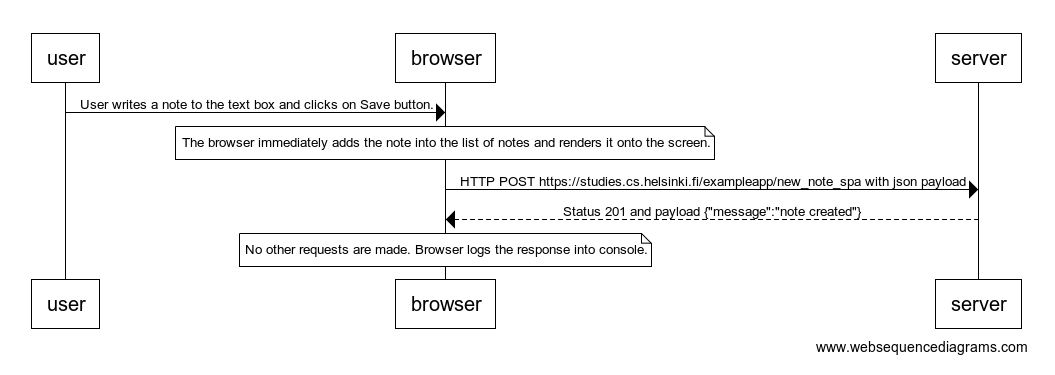 user
browser
server
User writes a note to the text box and clicks on Save button.
The browser immediately adds the note into the list of notes and renders it onto the screen.
HTTP POST https://studies.cs.helsinki.fi/exampleapp/new_note_spa with json payload
Status 201 and payload {"message":"note created"}
No other requests are made. Browser logs the response into console.
user
browser
server
www.websequencediagrams.com